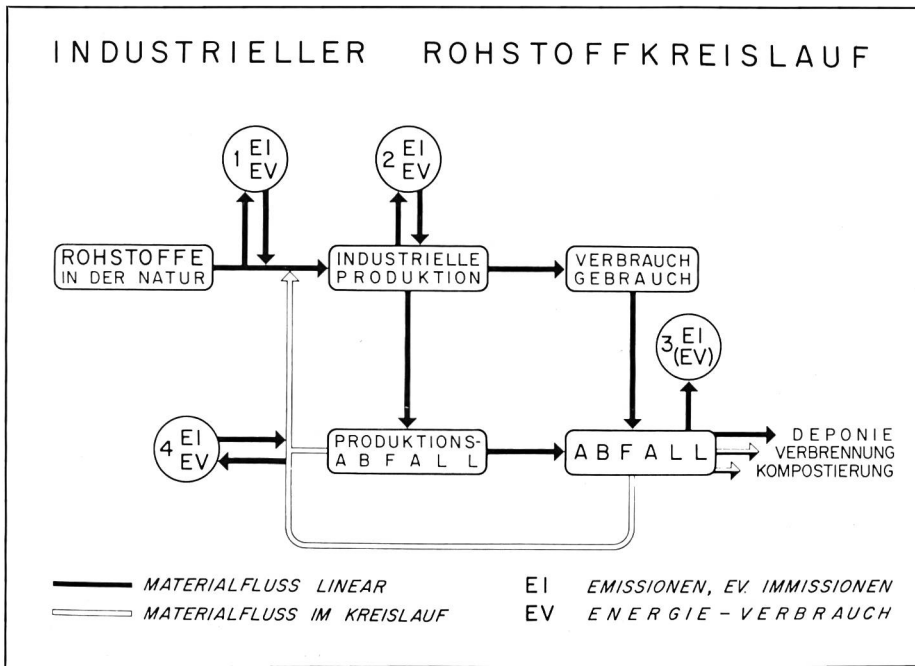 INDUSTRIELLER ROHSTOFFKREISLAUF
1 EI
EV
2 EI
EV
ROHSTOFFE
IN DER NATUR
INDUSTRIELLE
PRODUKTION
VERBRAUCH
GEBRAUCH
3 EI
(EV)
4 EI
EV
PRODUKTIONS-
ABFALL
ABFALL
DEPONIE
VERBRENNUNG
KOMPOSTIERUNG
MATERIALFLUSS LINEAR
MATERIALFLUSS IM KREISLAUF
EI EMISSIONEN, EV. IMMISSIONEN
EV ENERGIE-VERBRAUCH